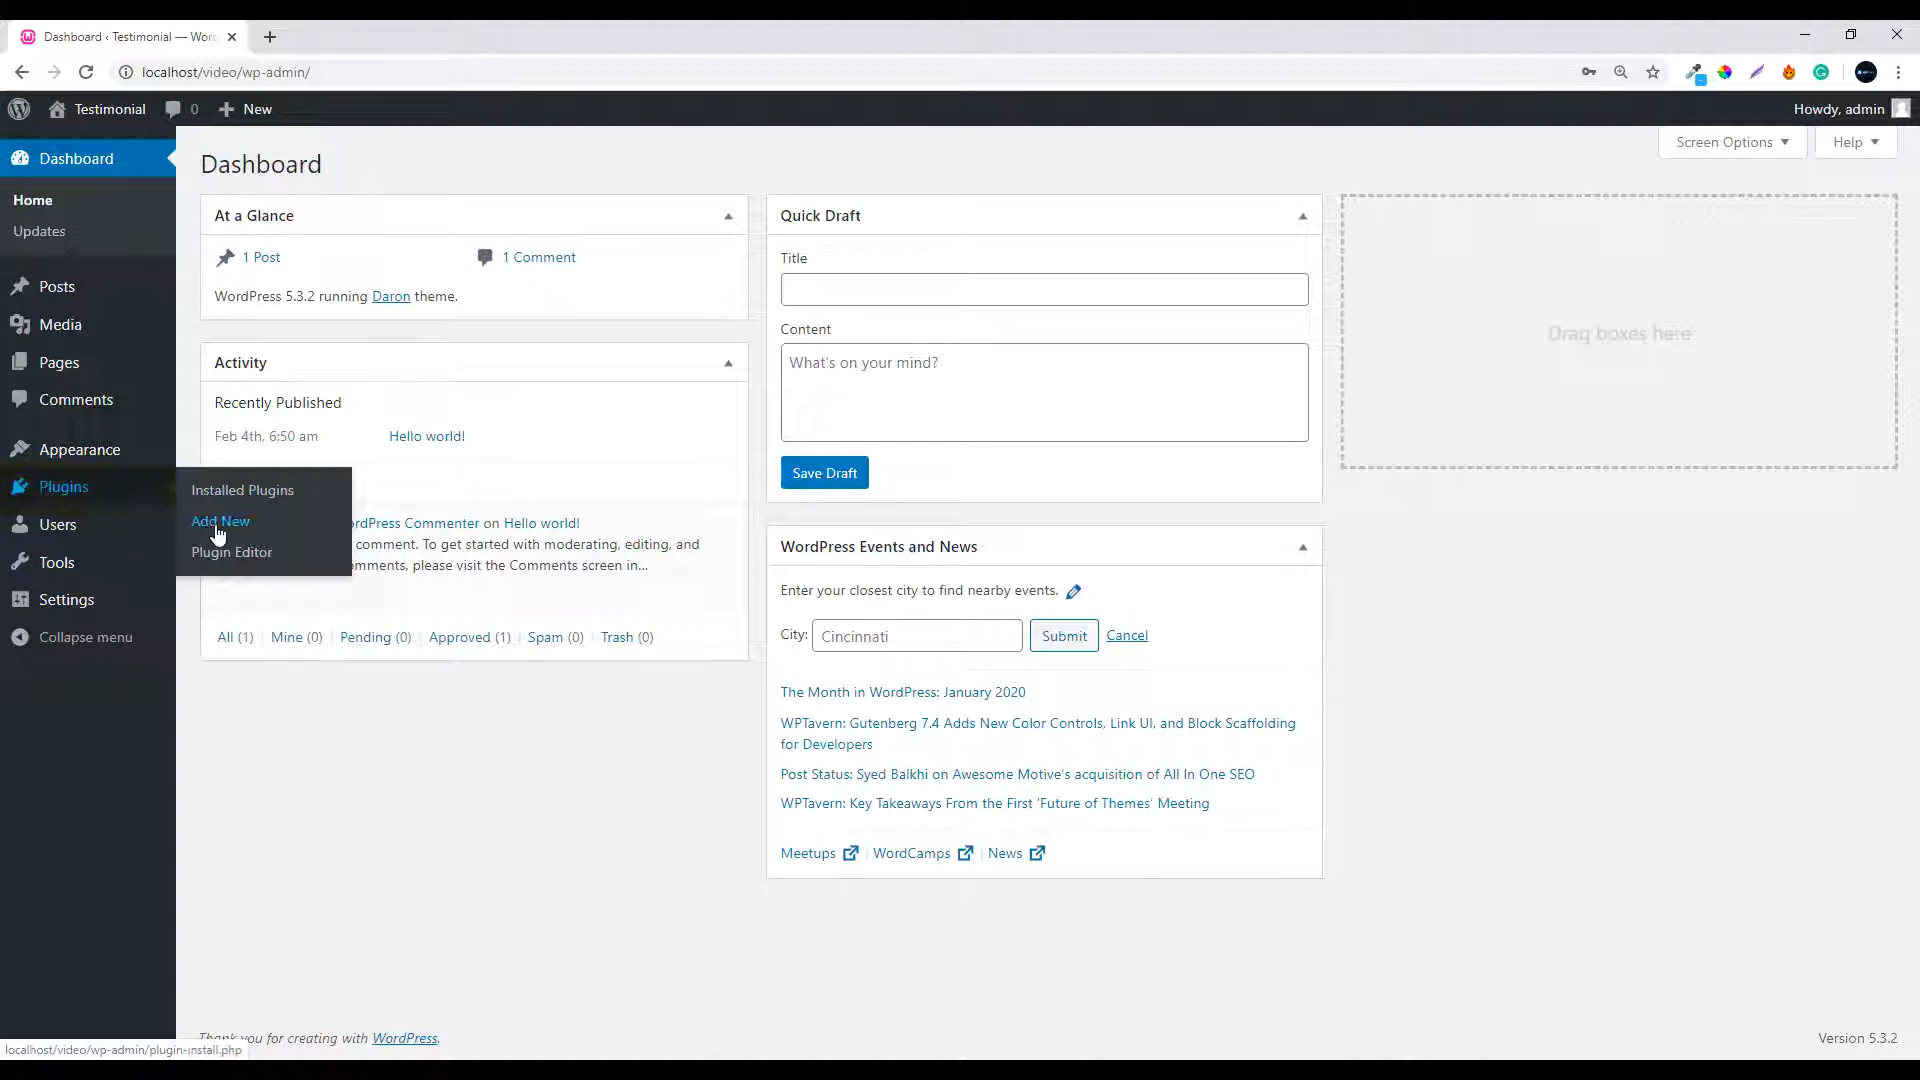 Dashboard ‹ Testimonial — Wor
localhost/video/wp-admin/
Testimonial 0 New
Howdy, admin
Dashboard
Home
Updates
Posts
Media
Pages
Comments
Appearance
Plugins
Users
Tools
Settings
Collapse menu
Installed Plugins
Add New
Plugin Editor
Dashboard
Screen Options
Help
At a Glance
1 Post
1 Comment
WordPress 5.3.2 running Daron theme.
Activity
Recently Published
Feb 4th, 6:50 am Hello world!
rdPress Commenter on Hello world!
comment. To get started with moderating, editing, and
mments, please visit the Comments screen in…
All (1) | Mine (0) | Pending (0) | Approved (1) | Spam (0) | Trash (0)
Quick Draft
Title
Content
What's on your mind?
Save Draft
WordPress Events and News
Enter your closest city to find nearby events.
City: Cincinnati Submit Cancel
The Month in WordPress: January 2020
WPTavern: Gutenberg 7.4 Adds New Color Controls, Link UI, and Block Scaffolding
for Developers
Post Status: Syed Balkhi on Awesome Motive's acquisition of All In One SEO
WPTavern: Key Takeaways From the First 'Future of Themes' Meeting
Meetups | WordCamps | News
Drag boxes here
Thank you for creating with WordPress.
Version 5.3.2
localhost/video/wp-admin/plugin-install.php